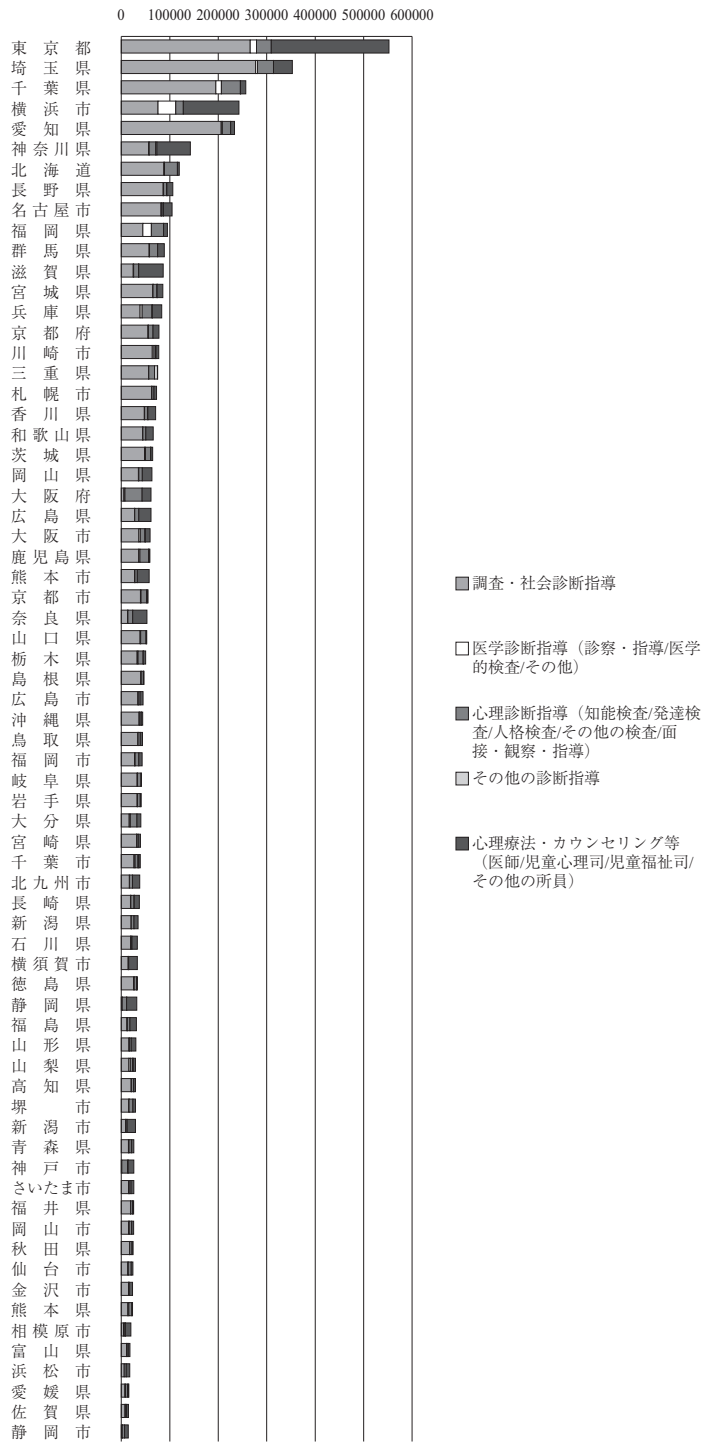 0 100000 200000 300000 400000 500000 600000
東京都
埼玉県
千葉県
横浜市
愛知県
神奈川県
北海道
長野県
名古屋市
福岡県
群馬県
滋賀県
宮城県
兵庫県
京都府
川崎市
三重県
札幌市
香川県
和歌山県
茨城県
岡山県
大阪府
広島県
大阪市
鹿児島県
熊本市
京都市
奈良県
山口県
栃木県
島根県
広島市
沖縄県
鳥取県
福岡市
岐阜県
岩手県
大分県
宮崎県
千葉市
北九州市
長崎県
新潟県
石川県
横須賀市
徳島県
静岡県
福島県
山形県
山梨県
高知県
堺市
新潟市
青森県
神戸市
さいたま市
福井県
岡山市
秋田県
仙台市
金沢市
熊本県
相模原市
富山県
浜松市
愛媛県
佐賀県
静岡市
調査・社会診断指導
医学診断指導（診察・指導/医学
的検査/その他）
心理診断指導（知能検査/発達検
査/人格検査/その他の検査/面
接・観察・指導）
その他の診断指導
心理療法・カウンセリング等
（医師/児童心理司/児童福祉司/
その他の所員）